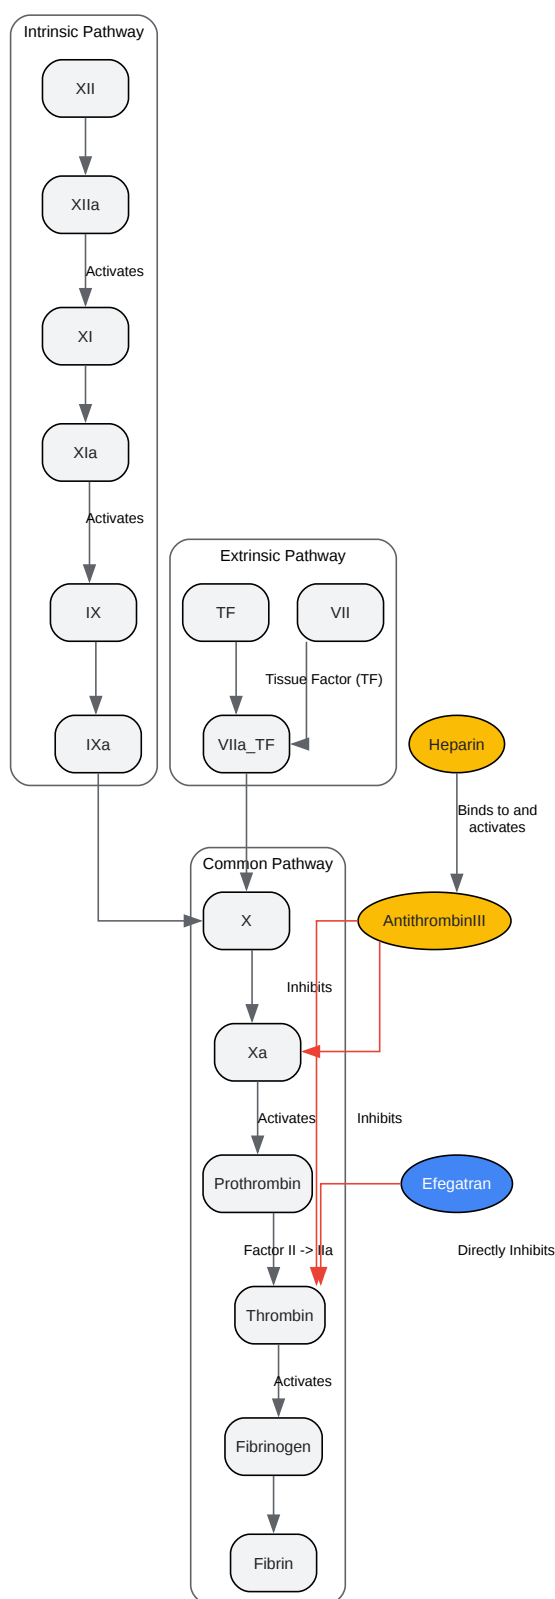 Intrinsic Pathway
XII
XIIa
Activates
XI
XIa
Activates
Extrinsic Pathway
IX
TF
VII
Tissue Factor (TF)
IXa
VIIa_TF
Heparin
Binds to and
activates
Common Pathway
X
AntithrombinIII
Inhibits
Xa
Activates
Inhibits
Prothrombin
Efegatran
Factor II -> IIa
Directly Inhibits
Thrombin
Activates
Fibrinogen
Fibrin